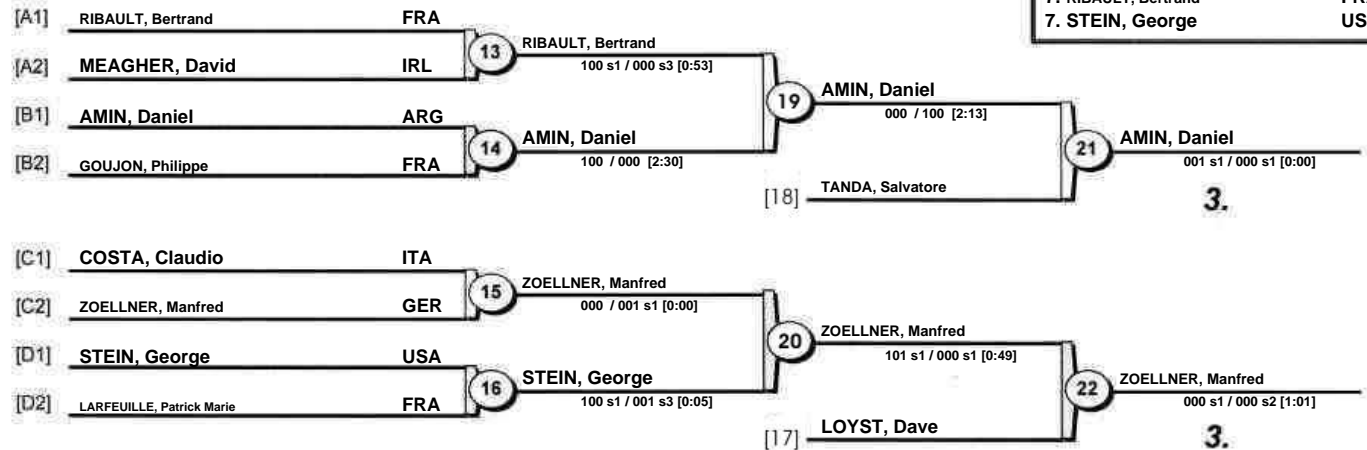 7. RIBAULT, Bertrand
7. STEIN, George US
[A1] RIBAULT, Bertrand FRA
13 RIBAULT, Bertrand
100 s1 / 000 s3 [0:53]
[A2] MEAGHER, David IRL
19 AMIN, Daniel
000 / 100 [2:13]
[B1] AMIN, Daniel ARG
14 AMIN, Daniel
100 / 000 [2:30]
21 AMIN, Daniel
001 s1 / 000 s1 [0:00]
[B2] GOUJON, Philippe FRA
[18] TANDA, Salvatore
3.
[C1] COSTA, Claudio ITA
15 ZOELLNER, Manfred
000 / 001 s1 [0:00]
[C2] ZOELLNER, Manfred GER
20 ZOELLNER, Manfred
101 s1 / 000 s1 [0:49]
[D1] STEIN, George USA
16 STEIN, George
100 s1 / 001 s3 [0:05]
22 ZOELLNER, Manfred
000 s1 / 000 s2 [1:01]
[D2] LARFEUILLE, Patrick Marie FRA
[17] LOYST, Dave
3.